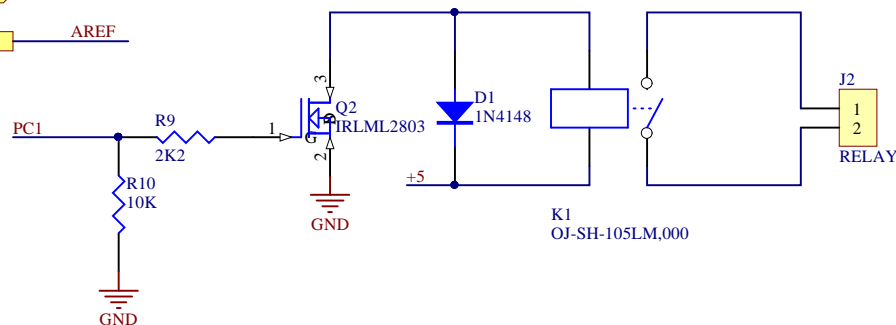 AREF
J2
3
D1
1N4148
Q2
IRLML2803
D
G
1
2
PC1
R9
2K2
1
2
RELAY
R10
10K
+5
GND
K1
OJ-SH-105LM,000
GND